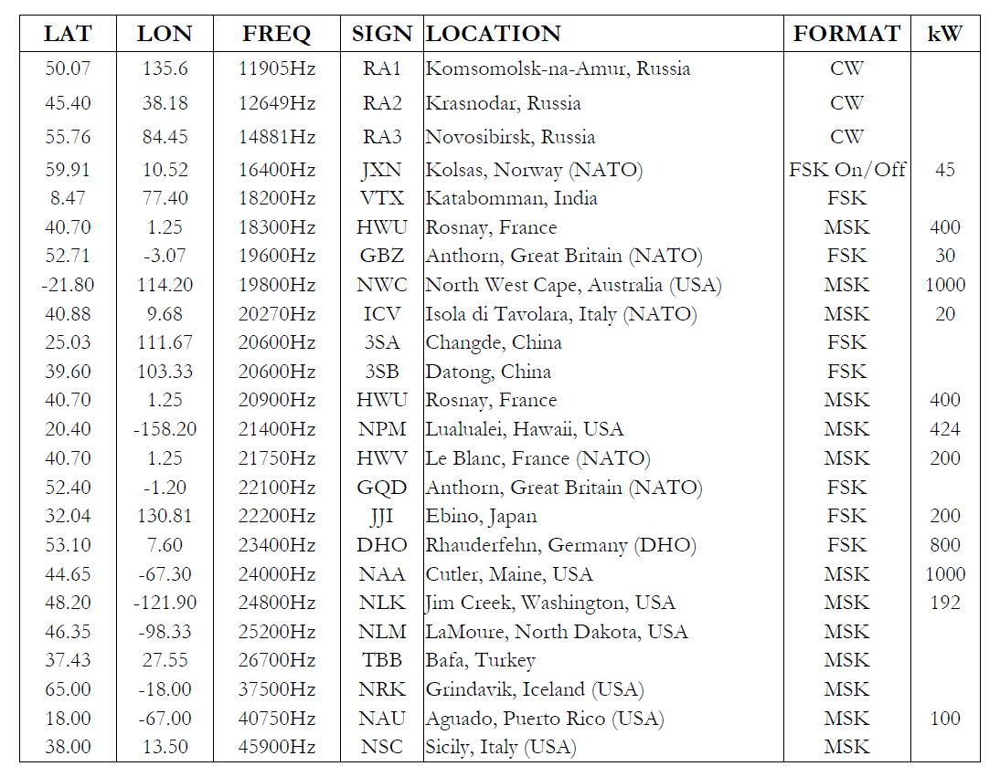 LAT LON FREQ SIGN LOCATION FORMAT kW
50.07 135.6 11905Hz RA1 Komsomolsk-na-Amur, Russia CW
45.40 38.18 12649Hz RA2 Krasnodar, Russia CW
55.76 84.45 14881Hz RA3 Novosibirsk, Russia CW
59.91 10.52 16400Hz JXN Kolsas, Norway (NATO) FSK On/Off 45
8.47 77.40 18200Hz VTX Katabomman, India FSK
40.70 1.25 18300Hz HWU Rosnay, France MSK 400
52.71 -3.07 19600Hz GBZ Anthorn, Great Britain (NATO) FSK 30
-21.80 114.20 19800Hz NWC North West Cape, Australia (USA) MSK 1000
40.88 9.68 20270Hz ICV Isola di Tavolara, Italy (NATO) MSK 20
25.03 111.67 20600Hz 3SA Changde, China FSK
39.60 103.33 20600Hz 3SB Datong, China FSK
40.70 1.25 20900Hz HWU Rosnay, France MSK 400
20.40 -158.20 21400Hz NPM Lualualei, Hawaii, USA MSK 424
40.70 1.25 21750Hz HWV Le Blanc, France (NATO) MSK 200
52.40 -1.20 22100Hz GQD Anthorn, Great Britain (NATO) FSK
32.04 130.81 22200Hz JJI Ebino, Japan FSK 200
53.10 7.60 23400Hz DHO Rhauderfehn, Germany (DHO) FSK 800
44.65 -67.30 24000Hz NAA Cutler, Maine, USA MSK 1000
48.20 -121.90 24800Hz NLK Jim Creek, Washington, USA MSK 192
46.35 -98.33 25200Hz NLM LaMoure, North Dakota, USA MSK
37.43 27.55 26700Hz TBB Bafa, Turkey MSK
65.00 -18.00 37500Hz NRK Grindavik, Iceland (USA) MSK
18.00 -67.00 40750Hz NAU Aguado, Puerto Rico (USA) MSK 100
38.00 13.50 45900Hz NSC Sicily, Italy (USA) MSK